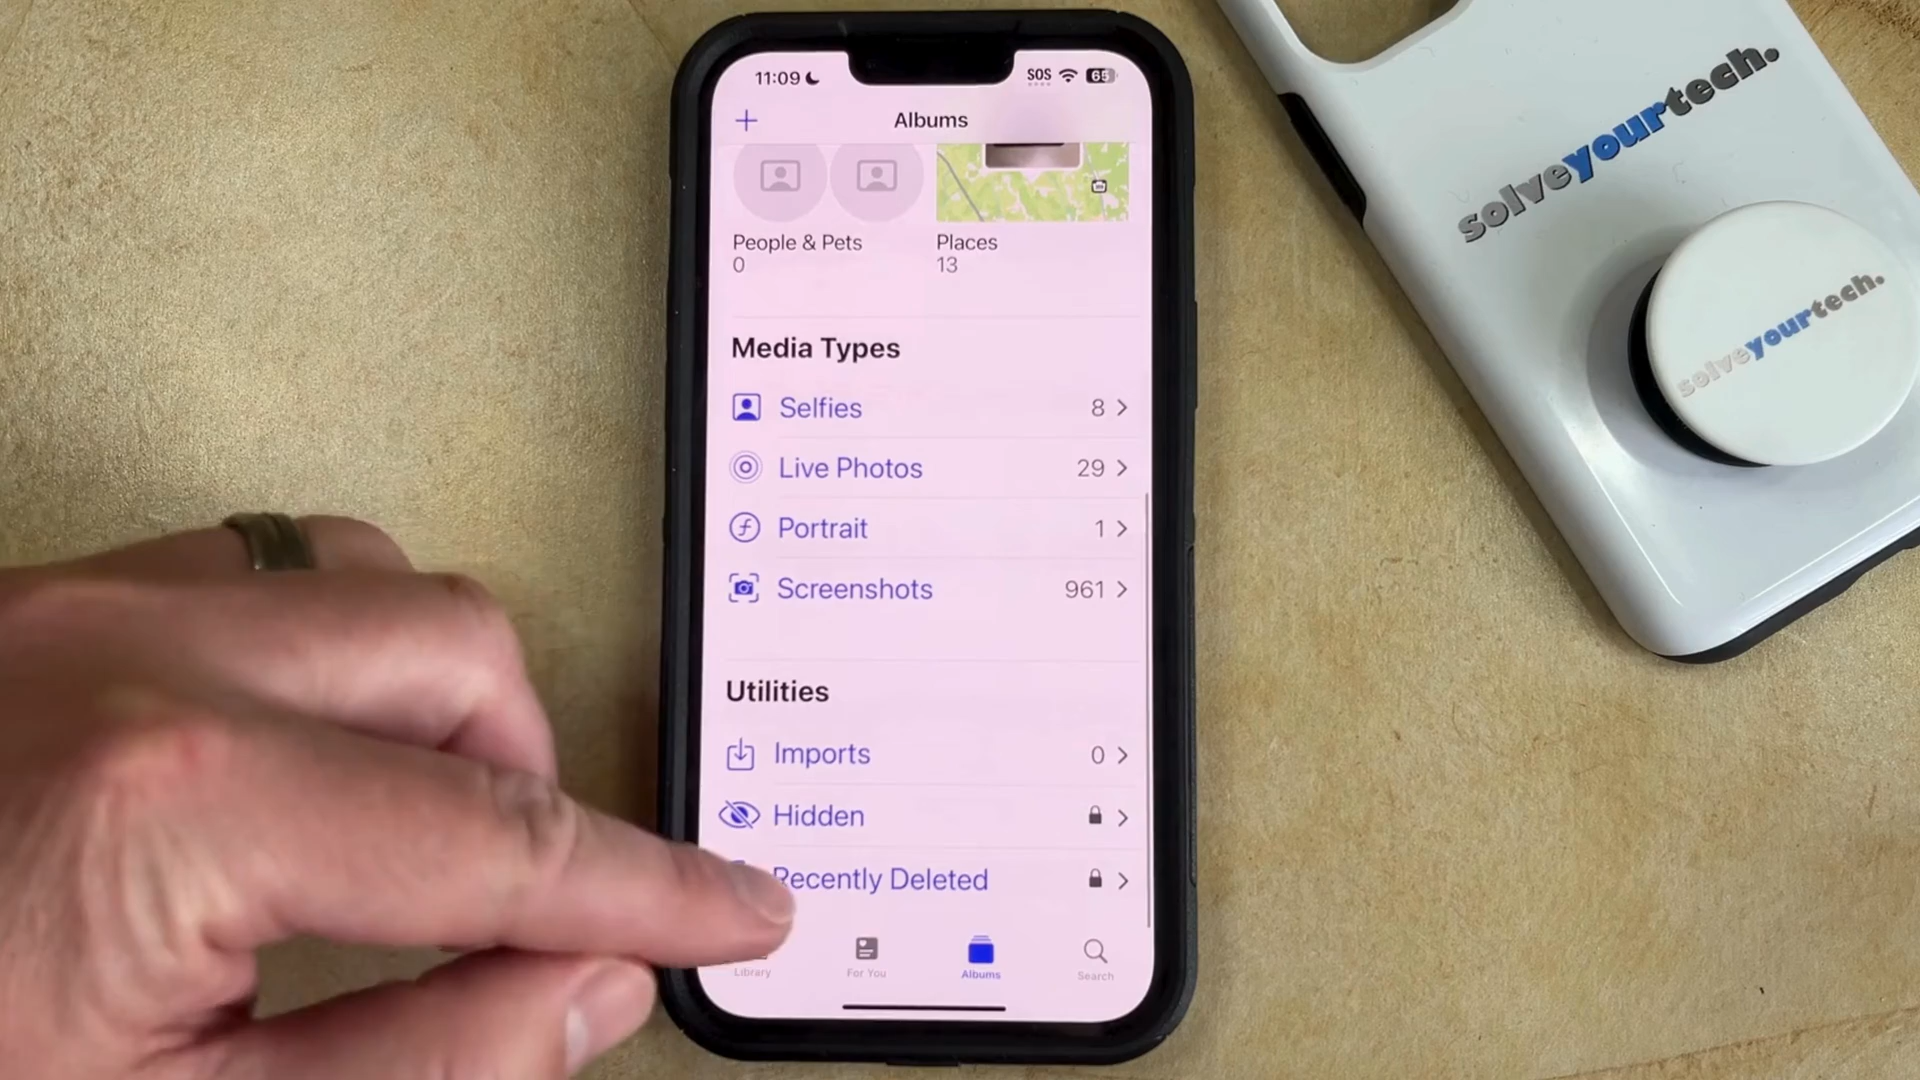 11:09 SOS 65
Albums
People & Pets
0
Places
13
Media Types
Selfies 8
Live Photos 29
Portrait 1
Screenshots 961
Utilities
Imports 0
Hidden
Recently Deleted
Library
For You
Albums
Search
solveyourtech.
solveyourtech.